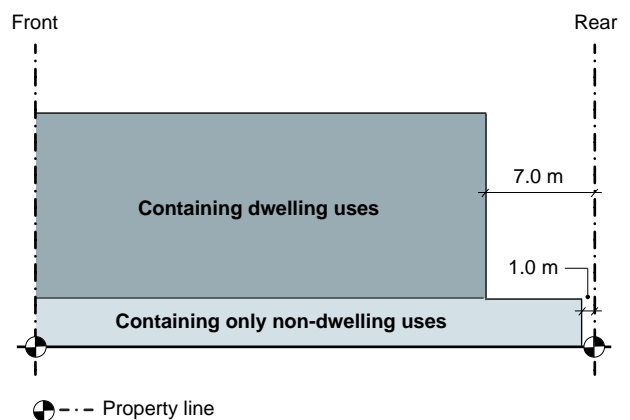 Front
Rear
7.0 m
Containing dwelling uses
1.0 m
Containing only non-dwelling uses
Property line